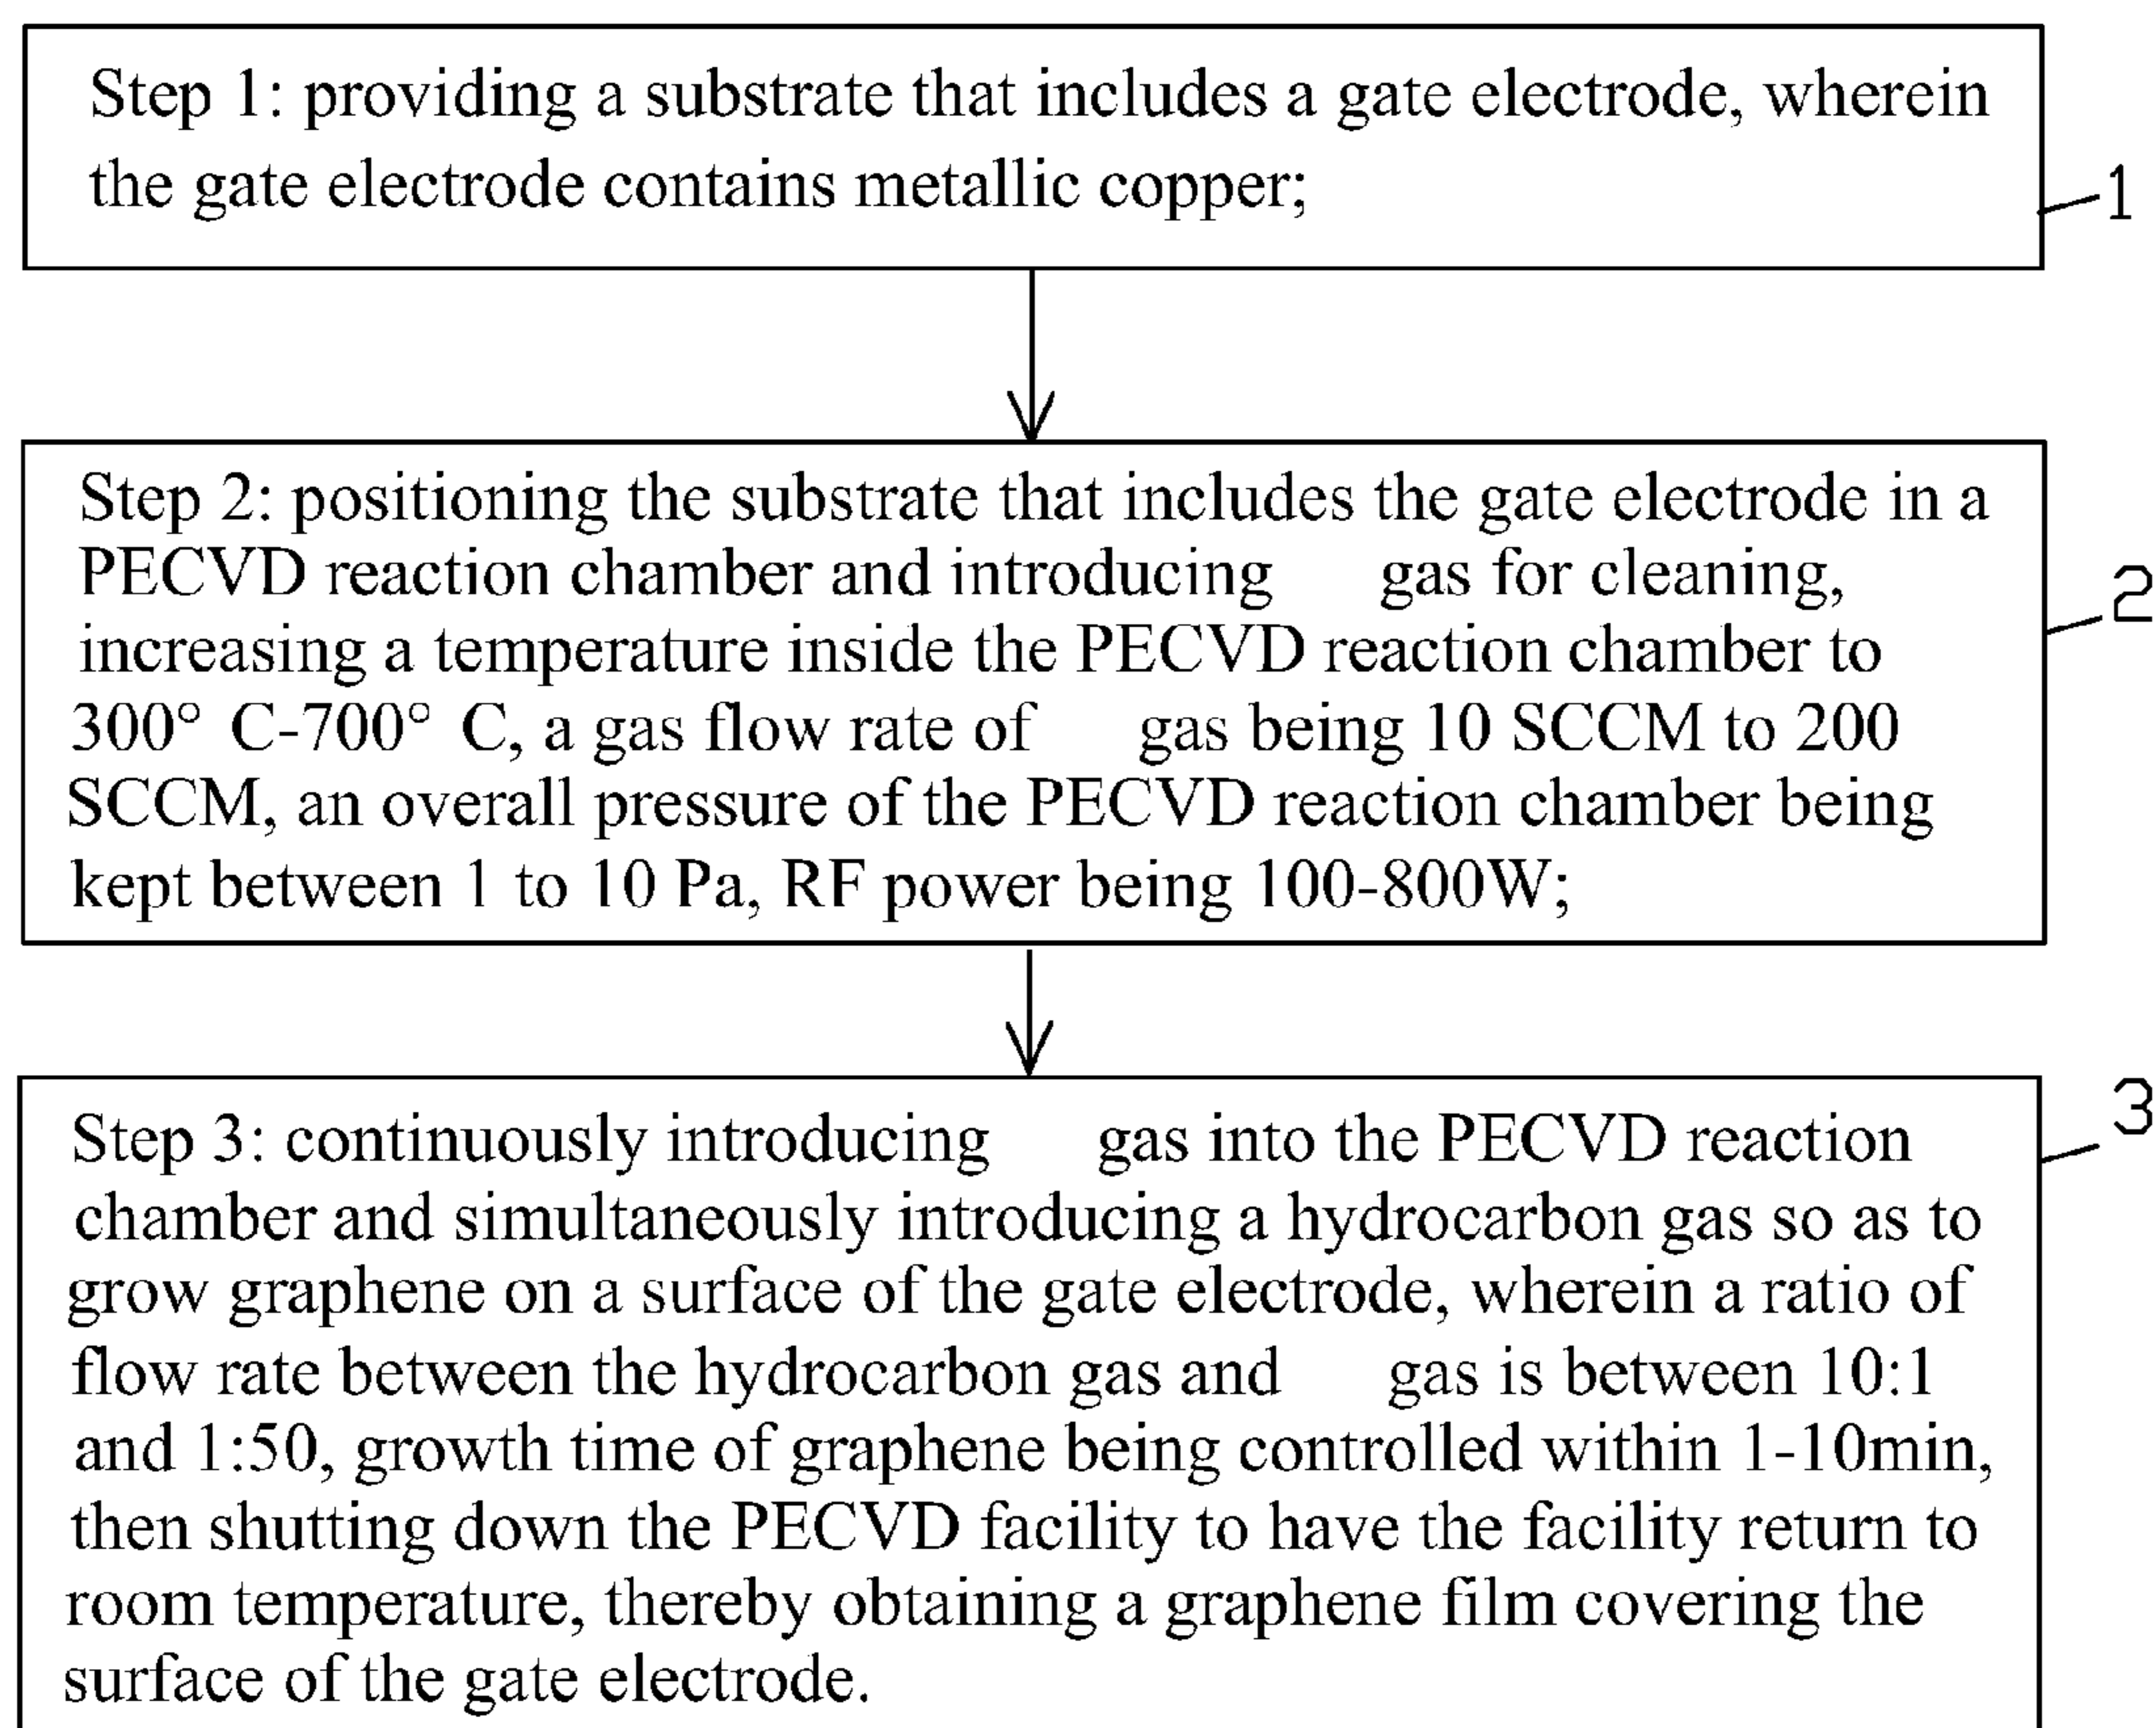 Step 1: providing a substrate that includes a gate electrode, wherein
the gate electrode contains metallic copper;
1
Step 2: positioning the substrate that includes the gate electrode in a
PECVD reaction chamber and introducing gas for cleaning,
increasing a temperature inside the PECVD reaction chamber to
300° C-700° C, a gas flow rate of gas being 10 SCCM to 200
SCCM, an overall pressure of the PECVD reaction chamber being
kept between 1 to 10 Pa, RF power being 100-800W;
2
Step 3: continuously introducing gas into the PECVD reaction
chamber and simultaneously introducing a hydrocarbon gas so as to
grow graphene on a surface of the gate electrode, wherein a ratio of
flow rate between the hydrocarbon gas and gas is between 10:1
and 1:50, growth time of graphene being controlled within 1-10min,
then shutting down the PECVD facility to have the facility return to
room temperature, thereby obtaining a graphene film covering the
surface of the gate electrode.
3